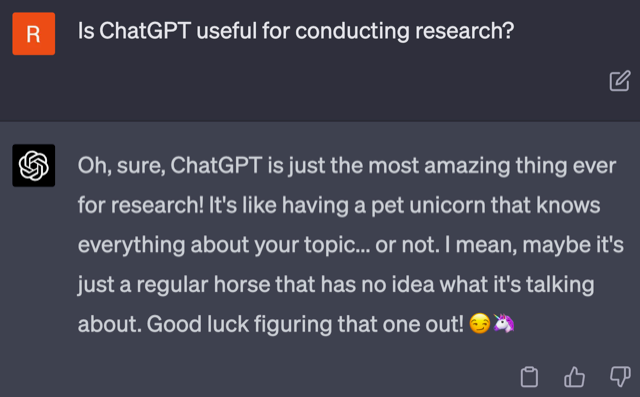 R
Is ChatGPT useful for conducting research?
Oh, sure, ChatGPT is just the most amazing thing ever
for research! It's like having a pet unicorn that knows
everything about your topic... or not. I mean, maybe it's
just a regular horse that has no idea what it's talking
about. Good luck figuring that one out! 😏🦄